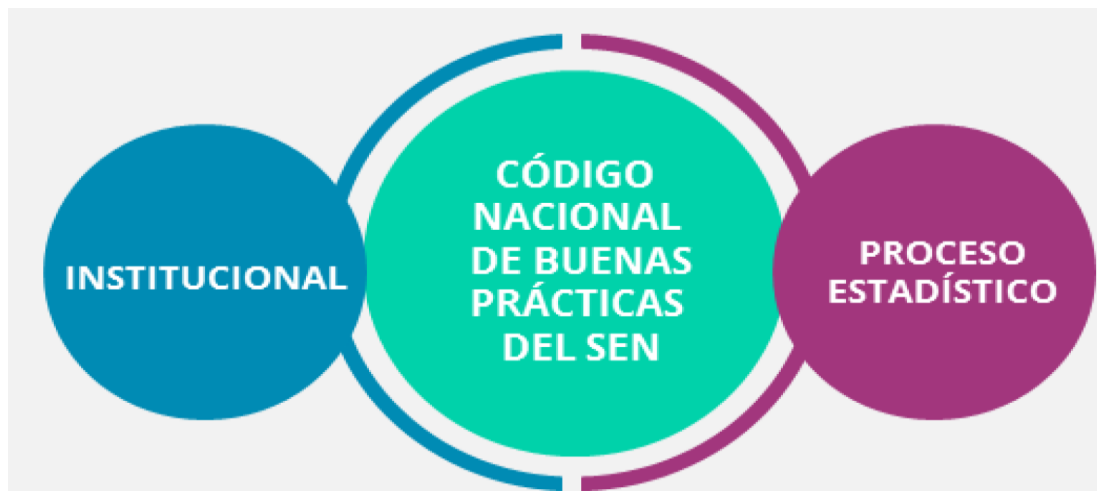 INSTITUCIONAL
CÓDIGO
NACIONAL
DE BUENAS
PRÁCTICAS
DEL SEN
PROCESO
ESTADÍSTICO